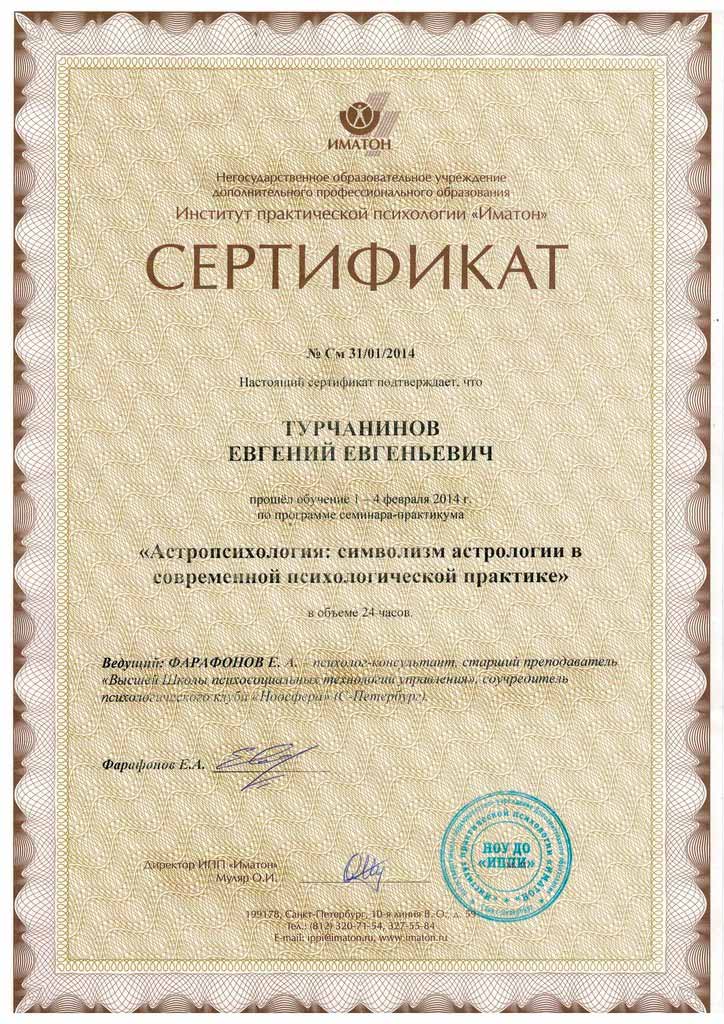 ИМАТОН
Негосударственное образовательное учреждение
дополнительного профессионального образования
Институт практической психологии «Иматон»
СЕРТИФИКАТ
№ См 31/01/2014
Настоящий сертификат подтверждает, что
ТУРЧАНИНОВ
ЕВГЕНИЙ ЕВГЕНЬЕВИЧ
прошёл обучение 1 – 4 февраля 2014 г.
по программе семинара-практикума
«Астропсихология: символизм астрологии в
современной психологической практике»
в объеме 24 часов.
Ведущий: ФАРАФОНОВ Е. А. – психолог-консультант, старший преподаватель
«Высшей Школы психосоциальных технологий управления», соучредитель
психологического клуба «Ноосфера» (С-Петербург).
Фарафонов Е.А.
Директор ИПП «Иматон»
Муляр О.И.
НОУ ДО
«ИППИ»
практической психологии «ИМАТОН»
199178, Санкт-Петербург, 10-я линия В. О., д. 59
Тел.: (812) 320-71-54, 327-55-84
E-mail: ippi@imaton.ru, www.imaton.ru